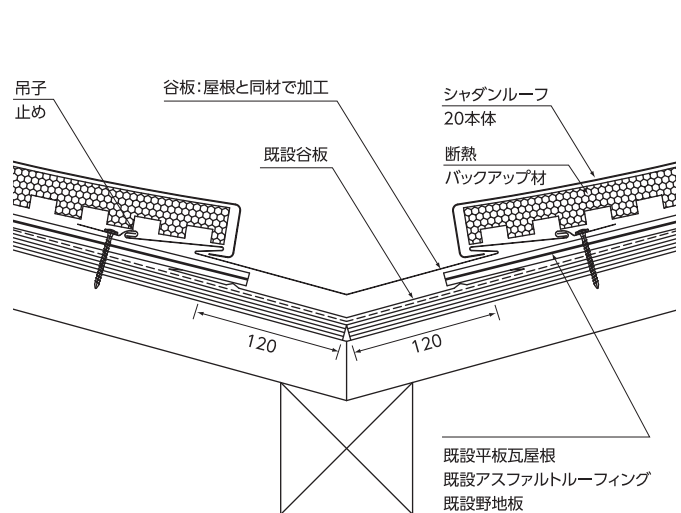 吊子
止め
谷板：屋根と同材で加工
既設谷板
シャダンルーフ
20本体
断熱
バックアップ材
120
120
既設平板瓦屋根
既設アスファルトルーフィング
既設野地板